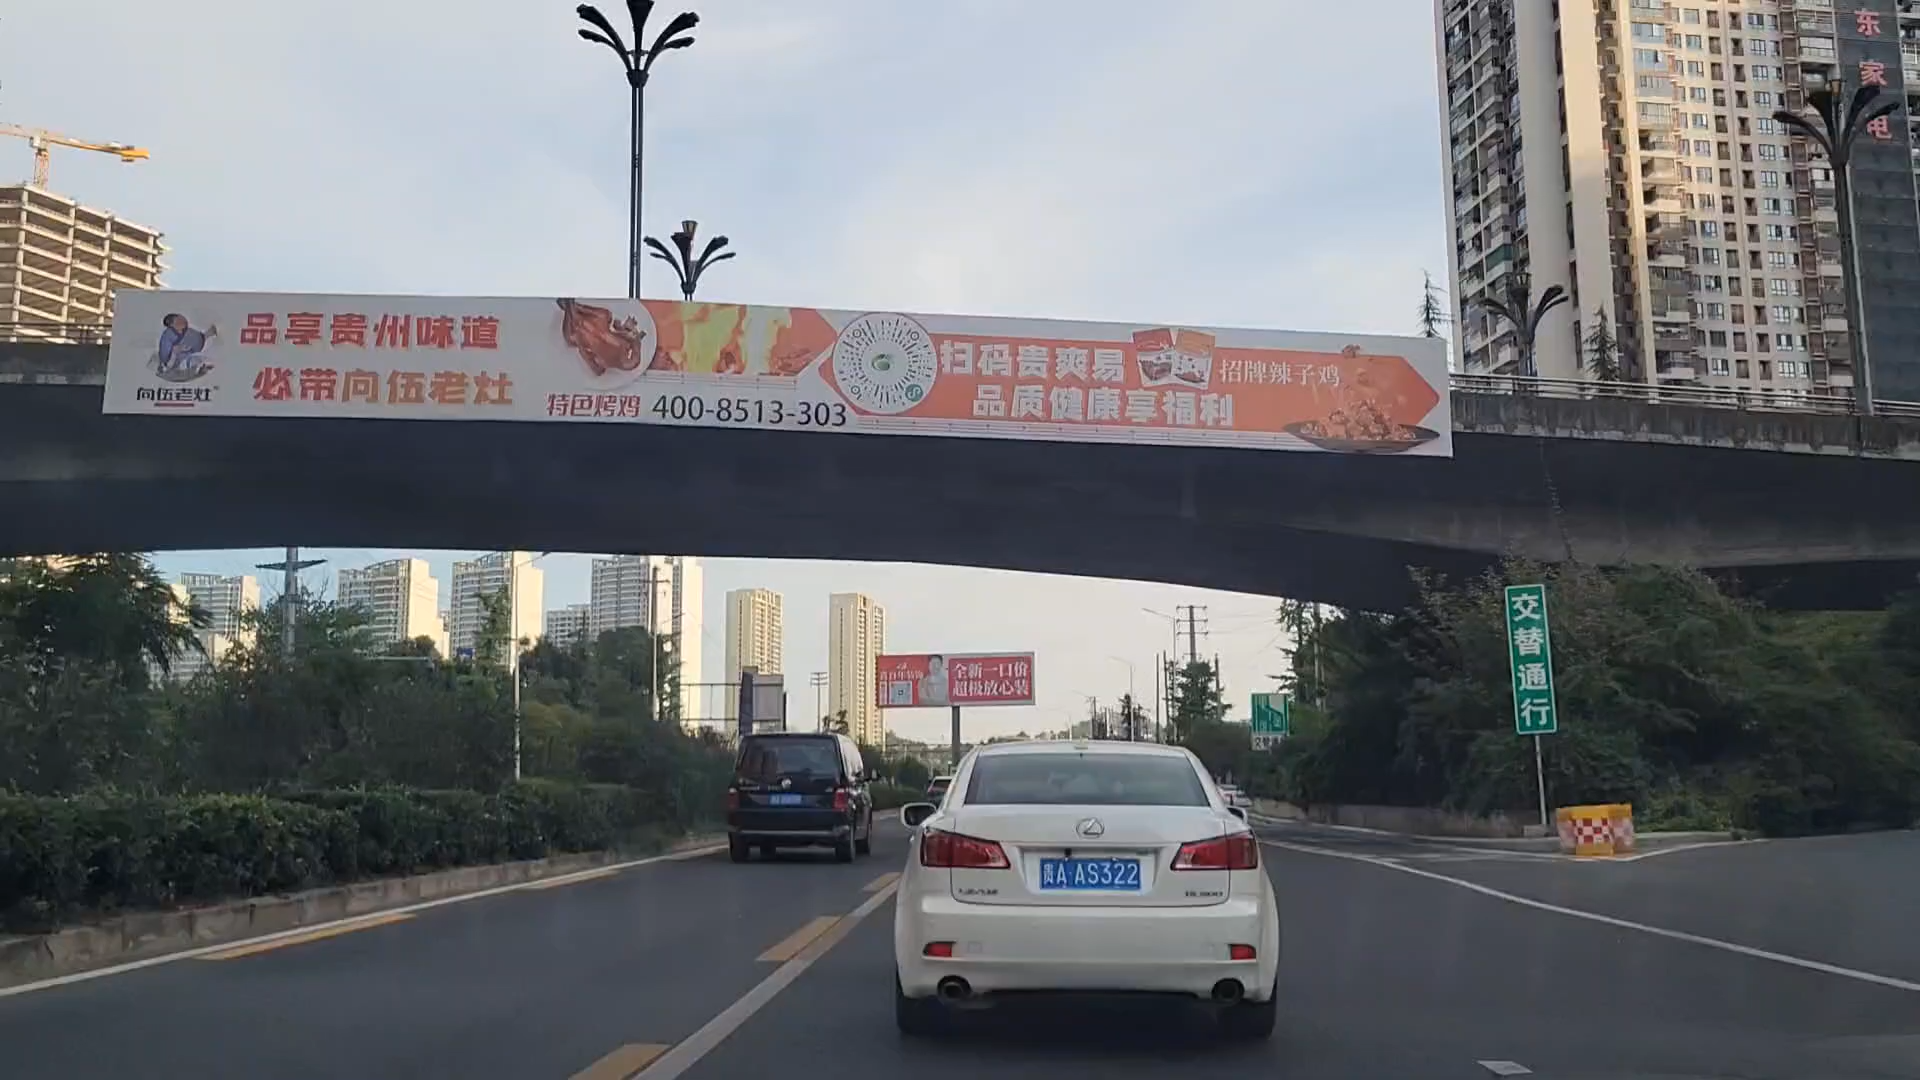 东家电
品享贵州味道
必带向伍老灶
向伍老灶
特色烤鸡 400-8513-303
扫码贵爽易
品质健康享福利
招牌辣子鸡
交替通行
全新一口价
超极放心装
贵A·AS322